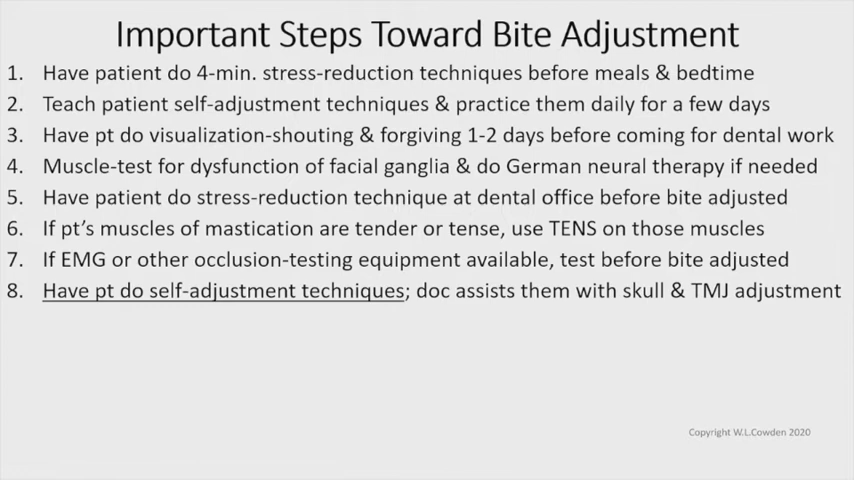 Important Steps Toward Bite Adjustment
1. Have patient do 4-min. stress-reduction techniques before meals & bedtime
2. Teach patient self-adjustment techniques & practice them daily for a few days
3. Have pt do visualization-shouting & forgiving 1-2 days before coming for dental work
4. Muscle-test for dysfunction of facial ganglia & do German neural therapy if needed
5. Have patient do stress-reduction technique at dental office before bite adjusted
6. If pt's muscles of mastication are tender or tense, use TENS on those muscles
7. If EMG or other occlusion-testing equipment available, test before bite adjusted
8. Have pt do self-adjustment techniques; doc assists them with skull & TMJ adjustment
Copyright W.L.Cowden 2020